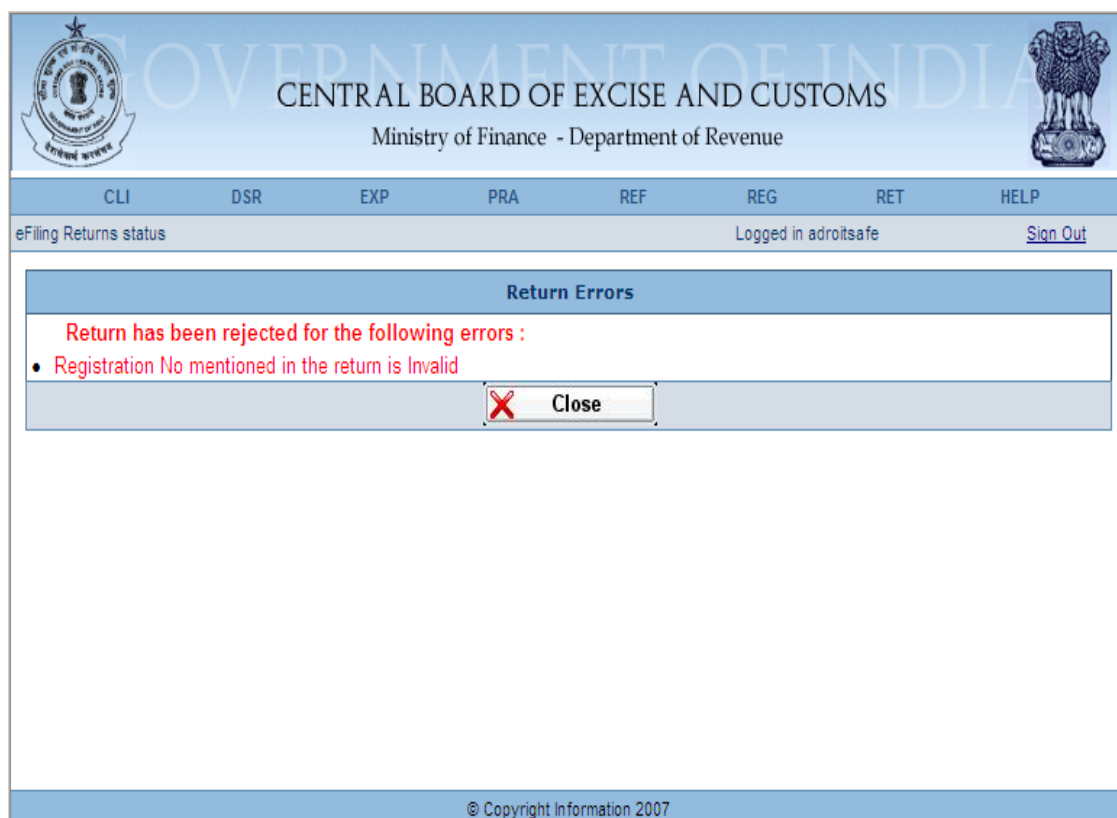 GOVERNMENT OF INDIA
CENTRAL BOARD OF EXCISE AND CUSTOMS
Ministry of Finance - Department of Revenue
CLI DSR EXP PRA REF REG RET HELP
eFiling Returns status Logged in adroitsafe Sign Out
Return Errors
Return has been rejected for the following errors :
• Registration No mentioned in the return is Invalid
Close
© Copyright Information 2007